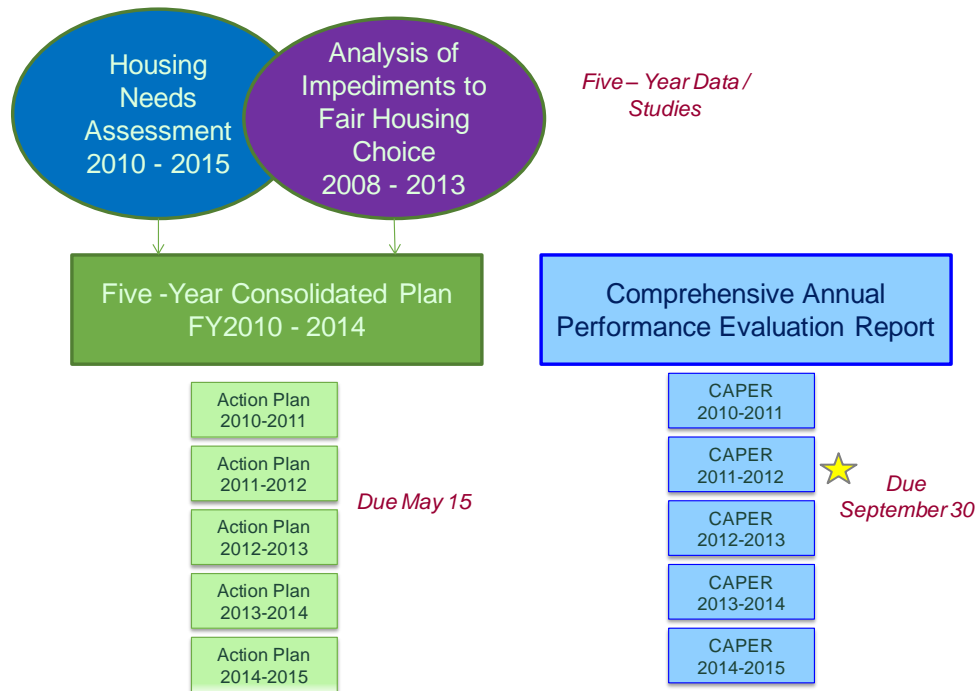 Housing
Needs
Assessment
2010 - 2015
Analysis of
Impediments to
Fair Housing
Choice
2008 - 2013
Five – Year Data /
Studies
Five -Year Consolidated Plan
FY2010 - 2014
Comprehensive Annual
Performance Evaluation Report
Action Plan
2010-2011
Action Plan
2011-2012
Action Plan
2012-2013
Action Plan
2013-2014
Action Plan
2014-2015
Due May 15
CAPER
2010-2011
CAPER
2011-2012
CAPER
2012-2013
CAPER
2013-2014
CAPER
2014-2015
Due
September 30